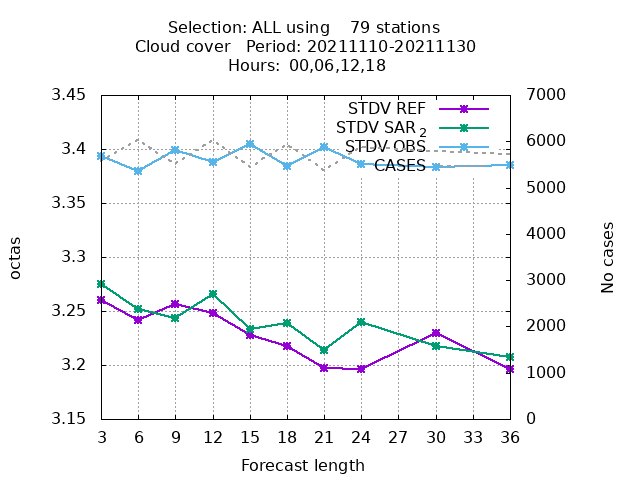 Selection: ALL using    79 stations
Cloud cover   Period: 20211110-20211130
Hours: 00,06,12,18
STDV REF
STDV SAR 2
STDV OBS
CASES
3.45
3.4
3.35
3.3
3.25
3.2
3.15
octas
7000
6000
5000
4000
3000
2000
1000
0
No cases
3 6 9 12 15 18 21 24 27 30 33 36
Forecast length